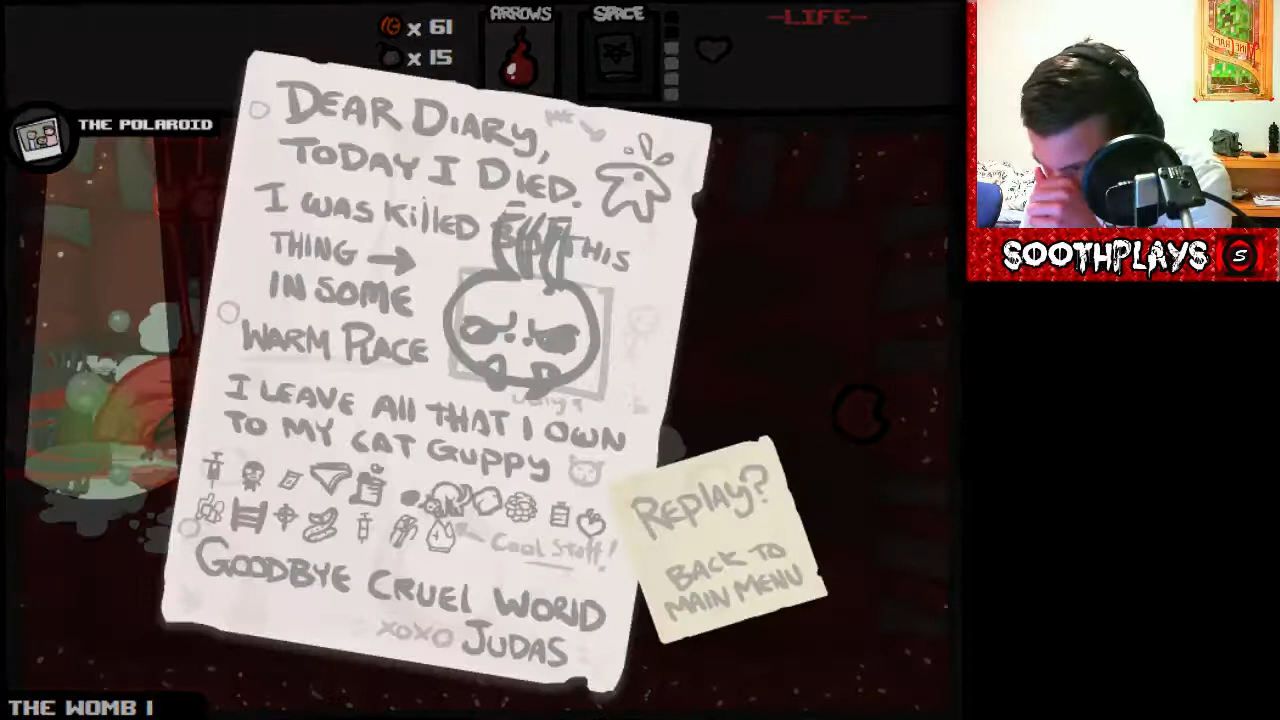 x 61
x 15
ARROWS
SPACE
-LIFE-
THE POLAROID
DEAR DIARY,
TODAY I DIED.
I WAS KILLED BY THIS
THING →
IN SOME
WARM PLACE
I LEAVE ALL THAT I OWN
TO MY CAT GUPPY
COOL STUFF!
GOODBYE CRUEL WORLD
XOXO JUDAS
REPLAY?
BACK TO
MAIN MENU
THE WOMB I
SOOTHPLAYS S